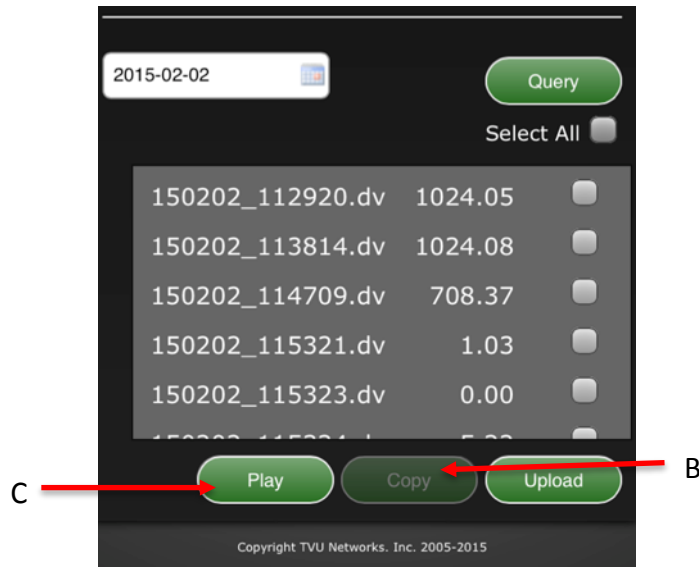 2015-02-02
Query
Select All
150202_112920.dv 1024.05
150202_113814.dv 1024.08
150202_114709.dv 708.37
150202_115321.dv 1.03
150202_115323.dv 0.00
B
Play Copy Upload
C
Copyright TVU Networks. Inc. 2005-2015